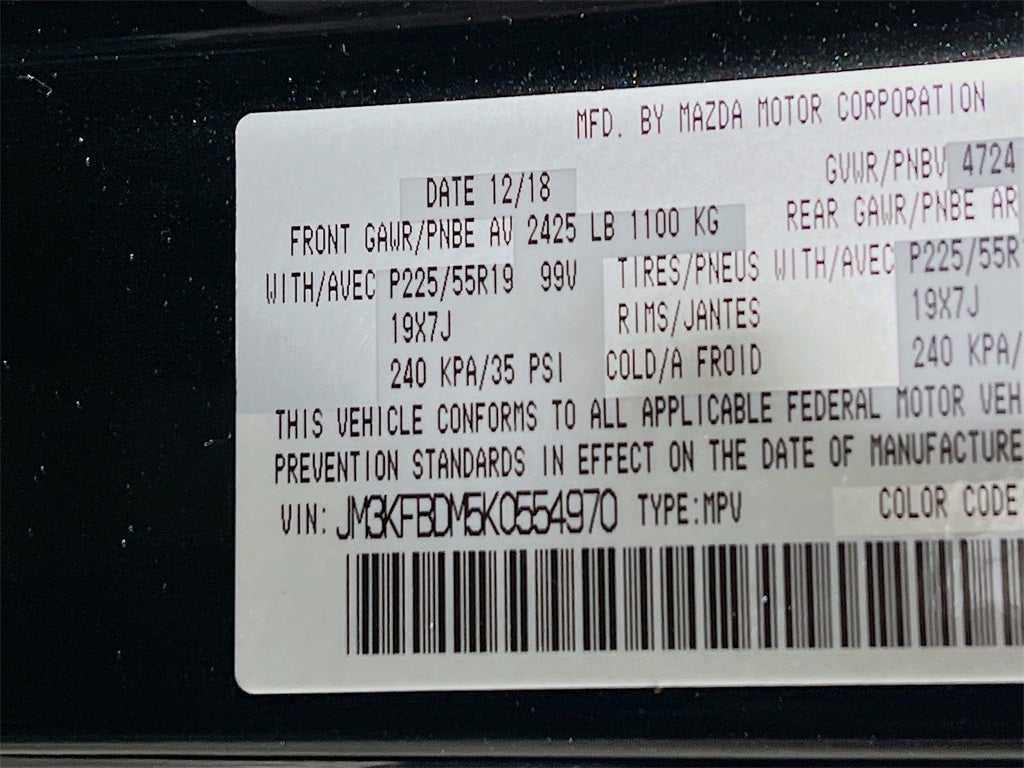 MFD. BY MAZDA MOTOR CORPORATION
DATE 12/18 GVWR/PNBV 4724
FRONT GAWR/PNBE AV 2425 LB 1100 KG REAR GAWR/PNBE AR
WITH/AVEC P225/55R19 99V TIRES/PNEUS WITH/AVEC P225/55R
19X7J RIMS/JANTES 19X7J
240 KPA/35 PSI COLD/A FROID 240 KPA/
THIS VEHICLE CONFORMS TO ALL APPLICABLE FEDERAL MOTOR VEH
PREVENTION STANDARDS IN EFFECT ON THE DATE OF MANUFACTURE
VIN: JM3KFBDM5K0554970 TYPE:MPV COLOR CODE